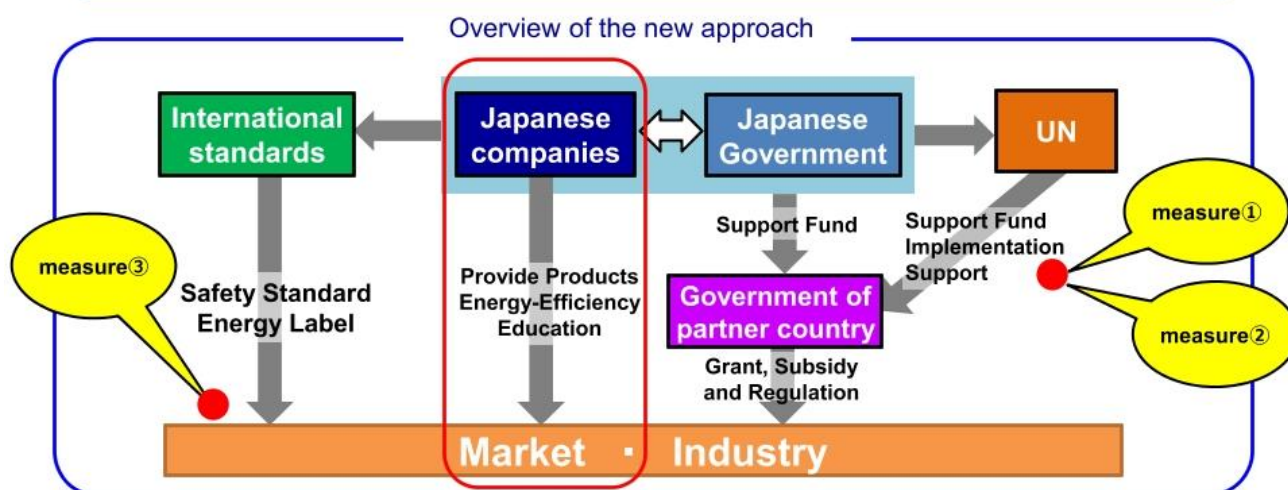 Overview of the new approach
International
standards
Japanese
companies
Japanese
Government
UN
measure①
Support Fund
Support Fund
Implementation
Support
measure③
Safety Standard
Energy Label
Provide Products
Energy-Efficiency
Education
Government of
partner country
measure②
Grant, Subsidy
and Regulation
Market ・ Industry